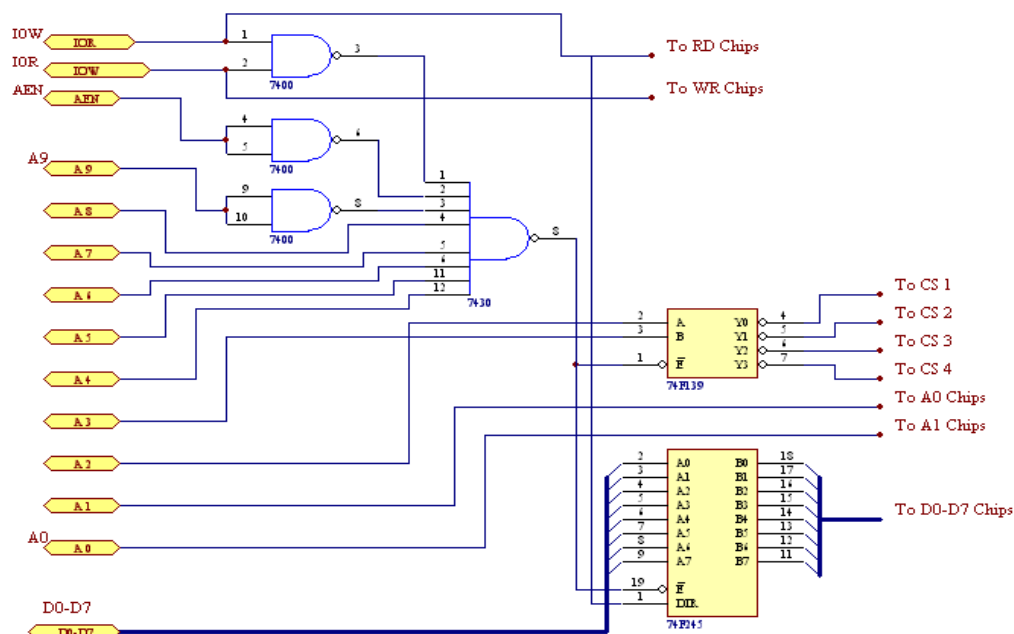 IOW
IOR
1
3
To RD Chips
IOR
IOW
2
7400
To WR Chips
AEN
AEN
4
5
6
7400
A9
A 9
9
10
8
7400
A 8
A 7
A 6
A 5
A 4
A 3
A 2
A 1
1
2
3
4
5
6
11
12
8
7430
2
3
1
A
B
E
Y0
Y1
Y2
Y3
4
5
6
7
74F139
To CS 1
To CS 2
To CS 3
To CS 4
To A0 Chips
To A1 Chips
A0
A 0
2
3
4
5
6
7
8
9
19
1
A0
A1
A2
A3
A4
A5
A6
A7
E
DIR
B0
B1
B2
B3
B4
B5
B6
B7
18
17
16
15
14
13
12
11
74F245
To D0-D7 Chips
D0-D7
D0-D7